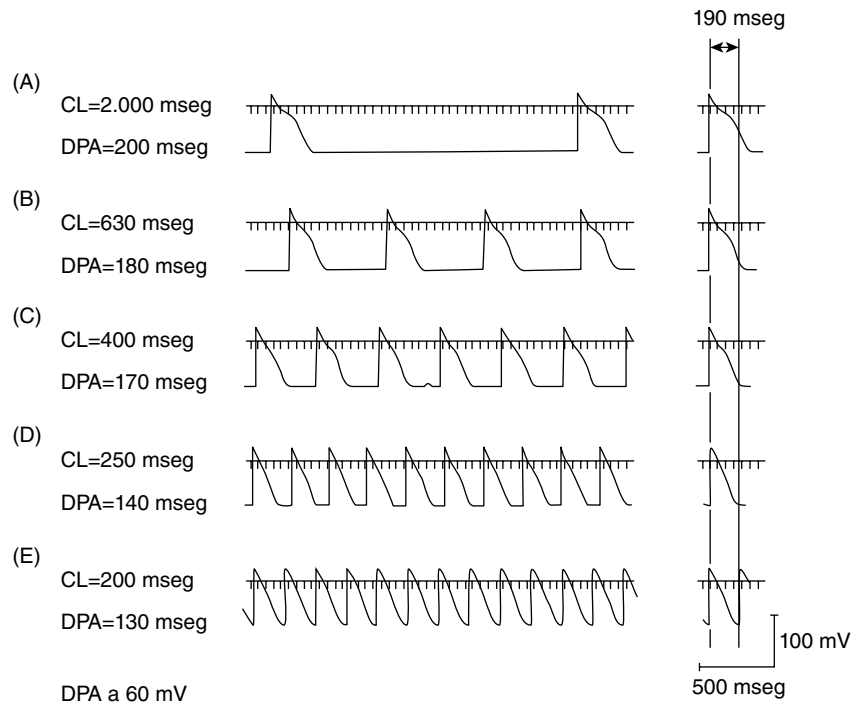 190 mseg
(A)
CL=2.000 mseg
DPA=200 mseg
(B)
CL=630 mseg
DPA=180 mseg
(C)
CL=400 mseg
DPA=170 mseg
(D)
CL=250 mseg
DPA=140 mseg
(E)
CL=200 mseg
DPA=130 mseg
100 mV
500 mseg
DPA a 60 mV